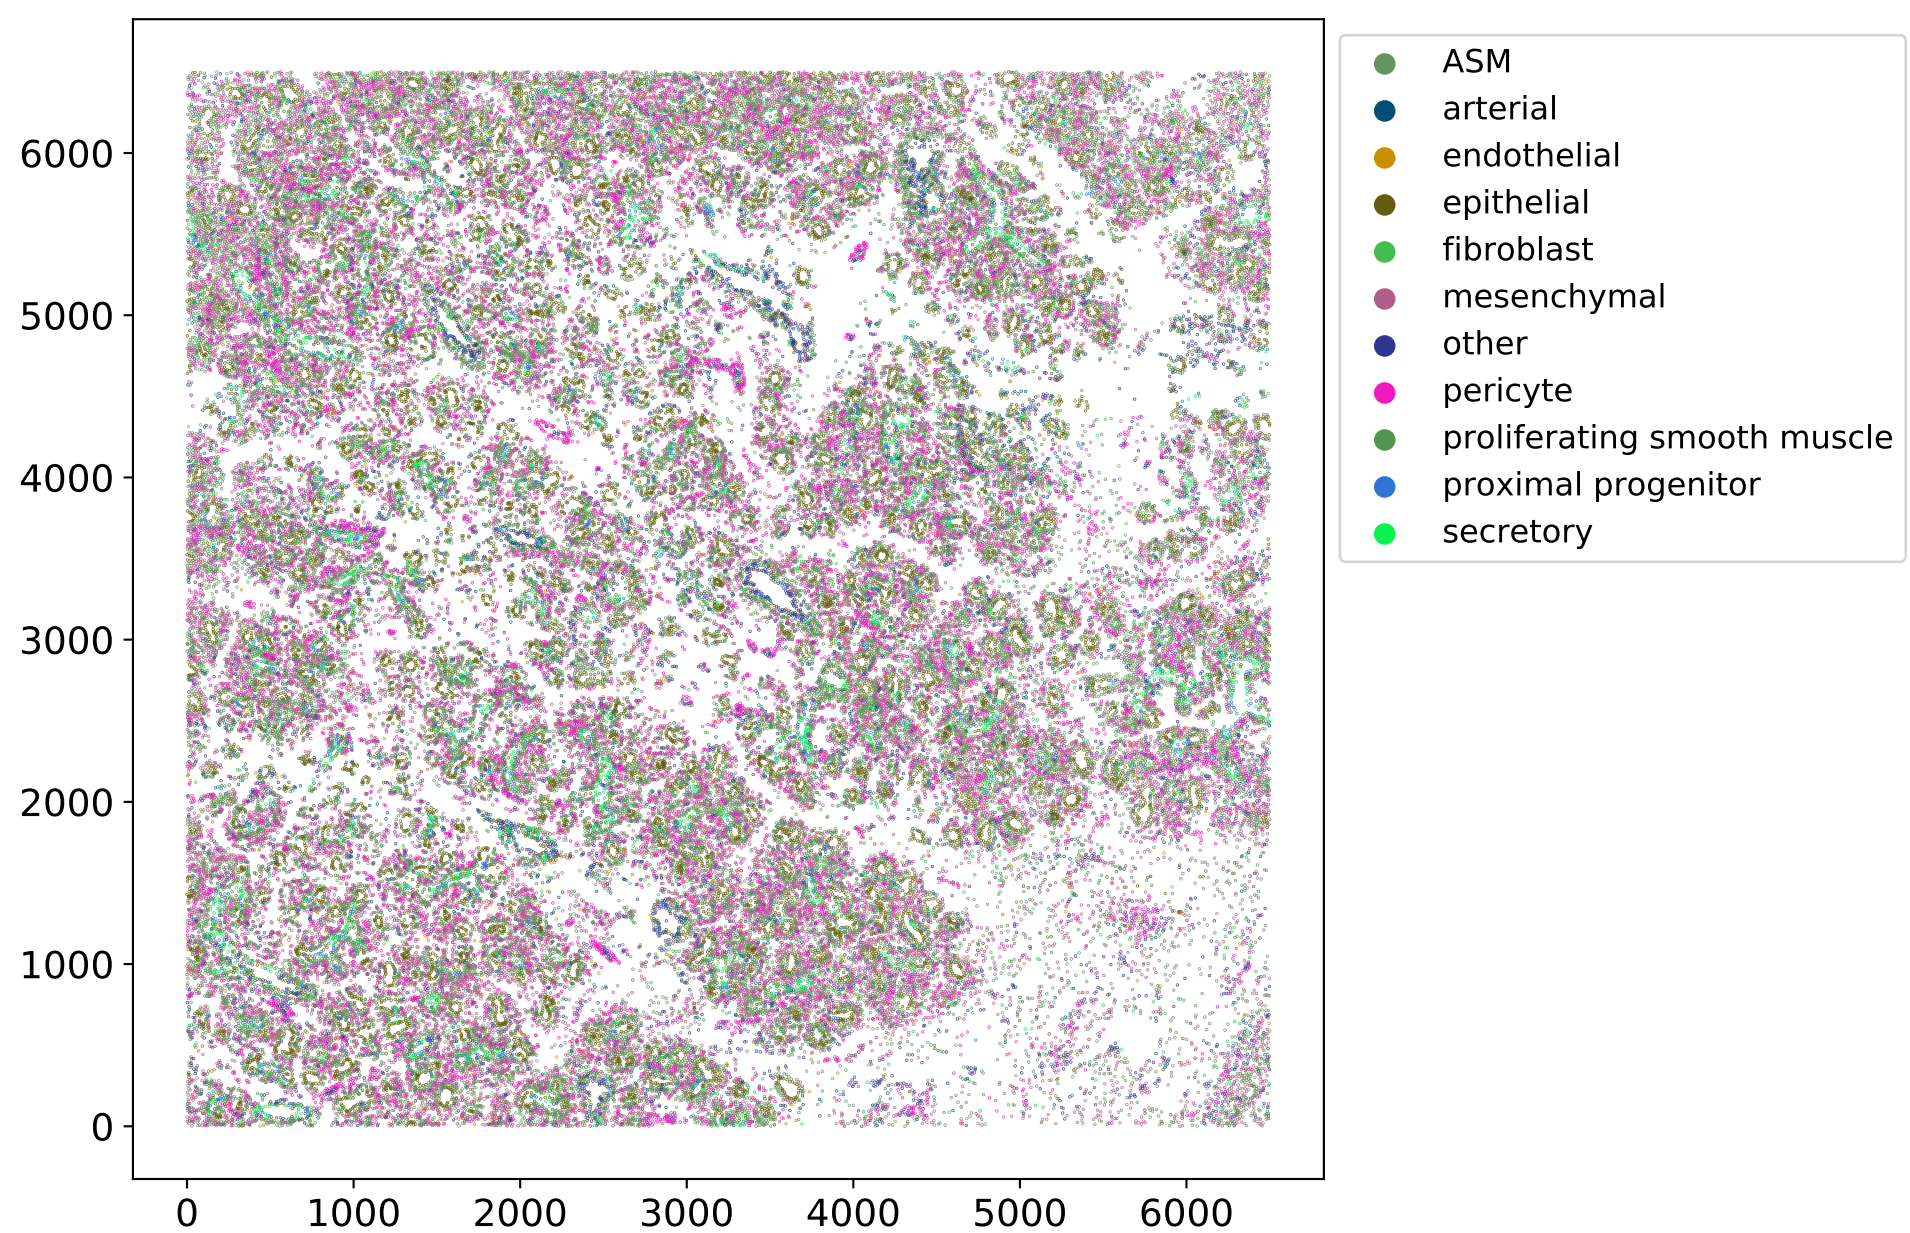 6000
5000
4000
3000
2000
1000
0
0 1000 2000 3000 4000 5000 6000
ASM
arterial
endothelial
epithelial
fibroblast
mesenchymal
other
pericyte
proliferating smooth muscle
proximal progenitor
secretory